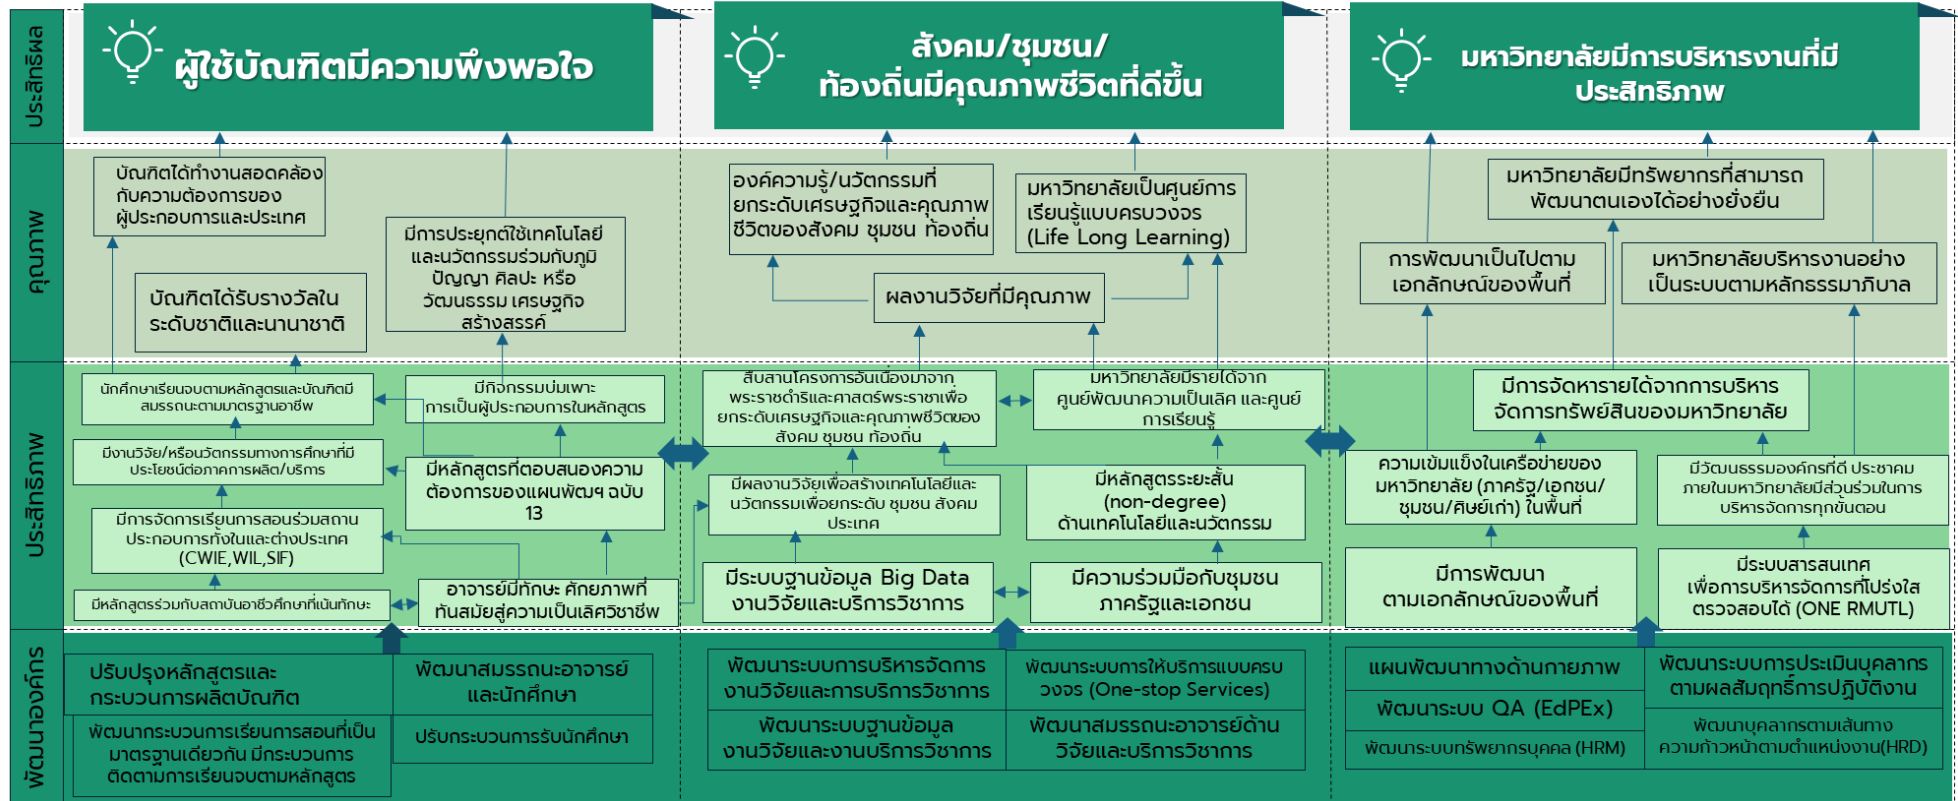 ประสิทธิผล
ผู้ใช้บัณฑิตมีความพึงพอใจ
สังคม/ชุมชน/
ท้องถิ่นมีคุณภาพชีวิตที่ดีขึ้น
มหาวิทยาลัยมีการบริหารงานที่มี
ประสิทธิภาพ
คุณภาพ
บัณฑิตได้ทำงานสอดคล้อง
กับความต้องการของ
ผู้ประกอบการและประเทศ
มีการประยุกต์ใช้เทคโนโลยี
และนวัตกรรมร่วมกับภูมิ
ปัญญา ศิลปะ หรือ
วัฒนธรรม เศรษฐกิจ
สร้างสรรค์
บัณฑิตได้รับรางวัลใน
ระดับชาติและนานาชาติ
องค์ความรู้/นวัตกรรมที่
ยกระดับเศรษฐกิจและคุณภาพ
ชีวิตของสังคม ชุมชน ท้องถิ่น
มหาวิทยาลัยเป็นศูนย์การ
เรียนรู้แบบครบวงจร
(Life Long Learning)
ผลงานวิจัยที่มีคุณภาพ
มหาวิทยาลัยมีทรัพยากรที่สามารถ
พัฒนาตนเองได้อย่างยั่งยืน
การพัฒนาเป็นไปตาม
เอกลักษณ์ของพื้นที่
มหาวิทยาลัยบริหารงานอย่าง
เป็นระบบตามหลักธรรมาภิบาล
ประสิทธิภาพ
นักศึกษาเรียนจบตามหลักสูตรและบัณฑิตมี
สมรรถนะตามมาตรฐานอาชีพ
มีกิจกรรมบ่มเพาะ
การเป็นผู้ประกอบการในหลักสูตร
มีงานวิจัย/หรือนวัตกรรมทางการศึกษาที่มี
ประโยชน์ต่อภาคการผลิต/บริการ
มีหลักสูตรที่ตอบสนองความ
ต้องการของแผนพัฒฯ ฉบับ
13
มีการจัดการเรียนการสอนร่วมสถาน
ประกอบการทั้งในและต่างประเทศ
(CWIE,WIL,SIF)
มีหลักสูตรร่วมกับสถาบันอาชีวศึกษาที่เน้นทักษะ
อาจารย์มีทักษะ ศักยภาพที่
ทันสมัยสู่ความเป็นเลิศวิชาชีพ
สืบสานโครงการอันเนื่องมาจาก
พระราชดำริและศาสตร์พระราชาเพื่อ
ยกระดับเศรษฐกิจและคุณภาพชีวิตของ
สังคม ชุมชน ท้องถิ่น
มหาวิทยาลัยมีรายได้จาก
ศูนย์พัฒนาความเป็นเลิศ และศูนย์
การเรียนรู้
มีผลงานวิจัยเพื่อสร้างเทคโนโลยีและ
นวัตกรรมเพื่อยกระดับ ชุมชน สังคม
ประเทศ
มีหลักสูตรระยะสั้น
(non-degree)
ด้านเทคโนโลยีและนวัตกรรม
มีระบบฐานข้อมูล Big Data
งานวิจัยและบริการวิชาการ
มีความร่วมมือกับชุมชน
ภาครัฐและเอกชน
มีการจัดหารายได้จากการบริหาร
จัดการทรัพย์สินของมหาวิทยาลัย
ความเข้มแข็งในเครือข่ายของ
มหาวิทยาลัย (ภาครัฐ/เอกชน/
ชุมชน/ศิษย์เก่า) ในพื้นที่
มีวัฒนธรรมองค์กรที่ดี ประชาคม
ภายในมหาวิทยาลัยมีส่วนร่วมในการ
บริหารจัดการทุกขั้นตอน
มีการพัฒนา
ตามเอกลักษณ์ของพื้นที่
มีระบบสารสนเทศ
เพื่อการบริหารจัดการที่โปร่งใส
ตรวจสอบได้ (ONE RMUTL)
พัฒนาองค์กร
ปรับปรุงหลักสูตรและ
กระบวนการผลิตบัณฑิต
พัฒนาสมรรถนะอาจารย์
และนักศึกษา
พัฒนากระบวนการเรียนการสอนที่เป็น
มาตรฐานเดียวกัน มีกระบวนการ
ติดตามการเรียนจบตามหลักสูตร
ปรับกระบวนการรับนักศึกษา
พัฒนาระบบการบริหารจัดการ
งานวิจัยและการบริการวิชาการ
พัฒนาระบบการให้บริการแบบครบ
วงจร (One-stop Services)
พัฒนาระบบฐานข้อมูล
งานวิจัยและงานบริการวิชาการ
พัฒนาสมรรถนะอาจารย์ด้าน
วิจัยและบริการวิชาการ
แผนพัฒนาทางด้านกายภาพ
พัฒนาระบบการประเมินบุคลากร
ตามผลสัมฤทธิ์การปฏิบัติงาน
พัฒนาระบบ QA (EdPEx)
พัฒนาระบบทรัพยากรบุคคล (HRM)
พัฒนาบุคลากรตามเส้นทาง
ความก้าวหน้าตามตำแหน่งงาน(HRD)